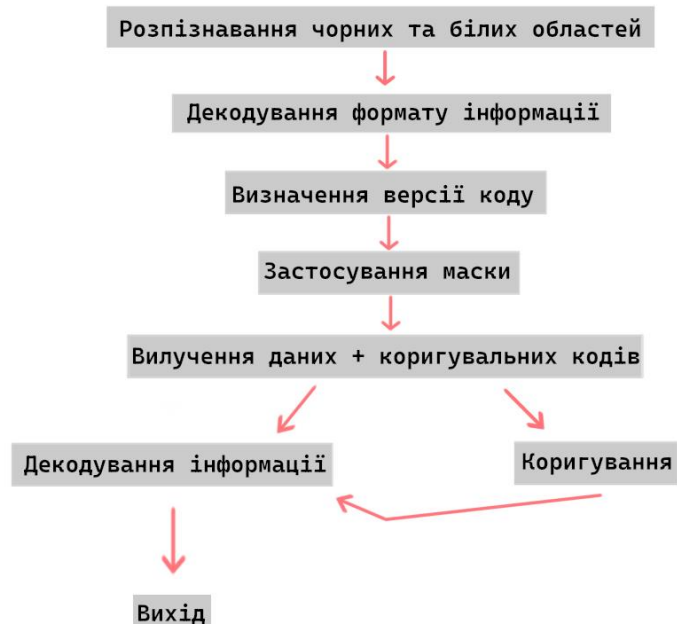 Розпізнавання чорних та білих областей
Декодування формату інформації
Визначення версії коду
Застосування маски
Вилучення даних + коригувальних кодів
Декодування інформації
Коригування
Вихід